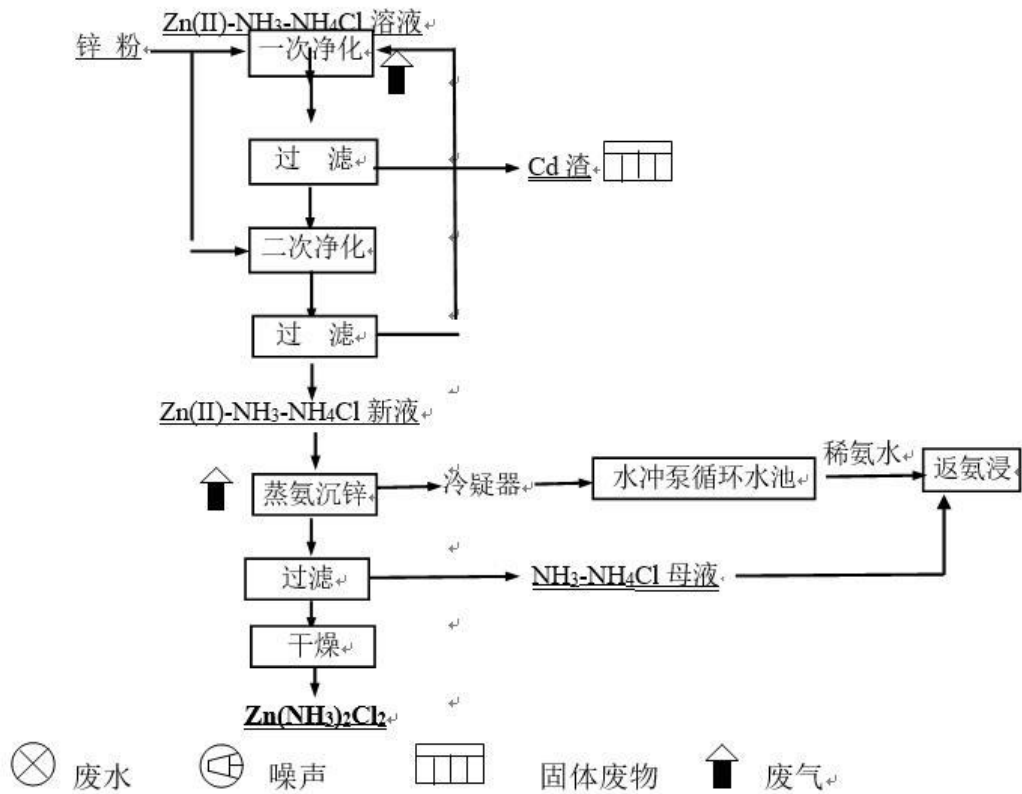 Zn(II)-NH3-NH4Cl 溶液
锌 粉
一次净化
过 滤
Cd 渣
二次净化
过 滤
Zn(II)-NH3-NH4Cl 新液
蒸氨沉锌
冷疑器
水冲泵循环水池
稀氨水
返氨浸
过滤
NH3-NH4Cl 母液
干燥
Zn(NH3)2Cl2
废水 噪声 固体废物 废气